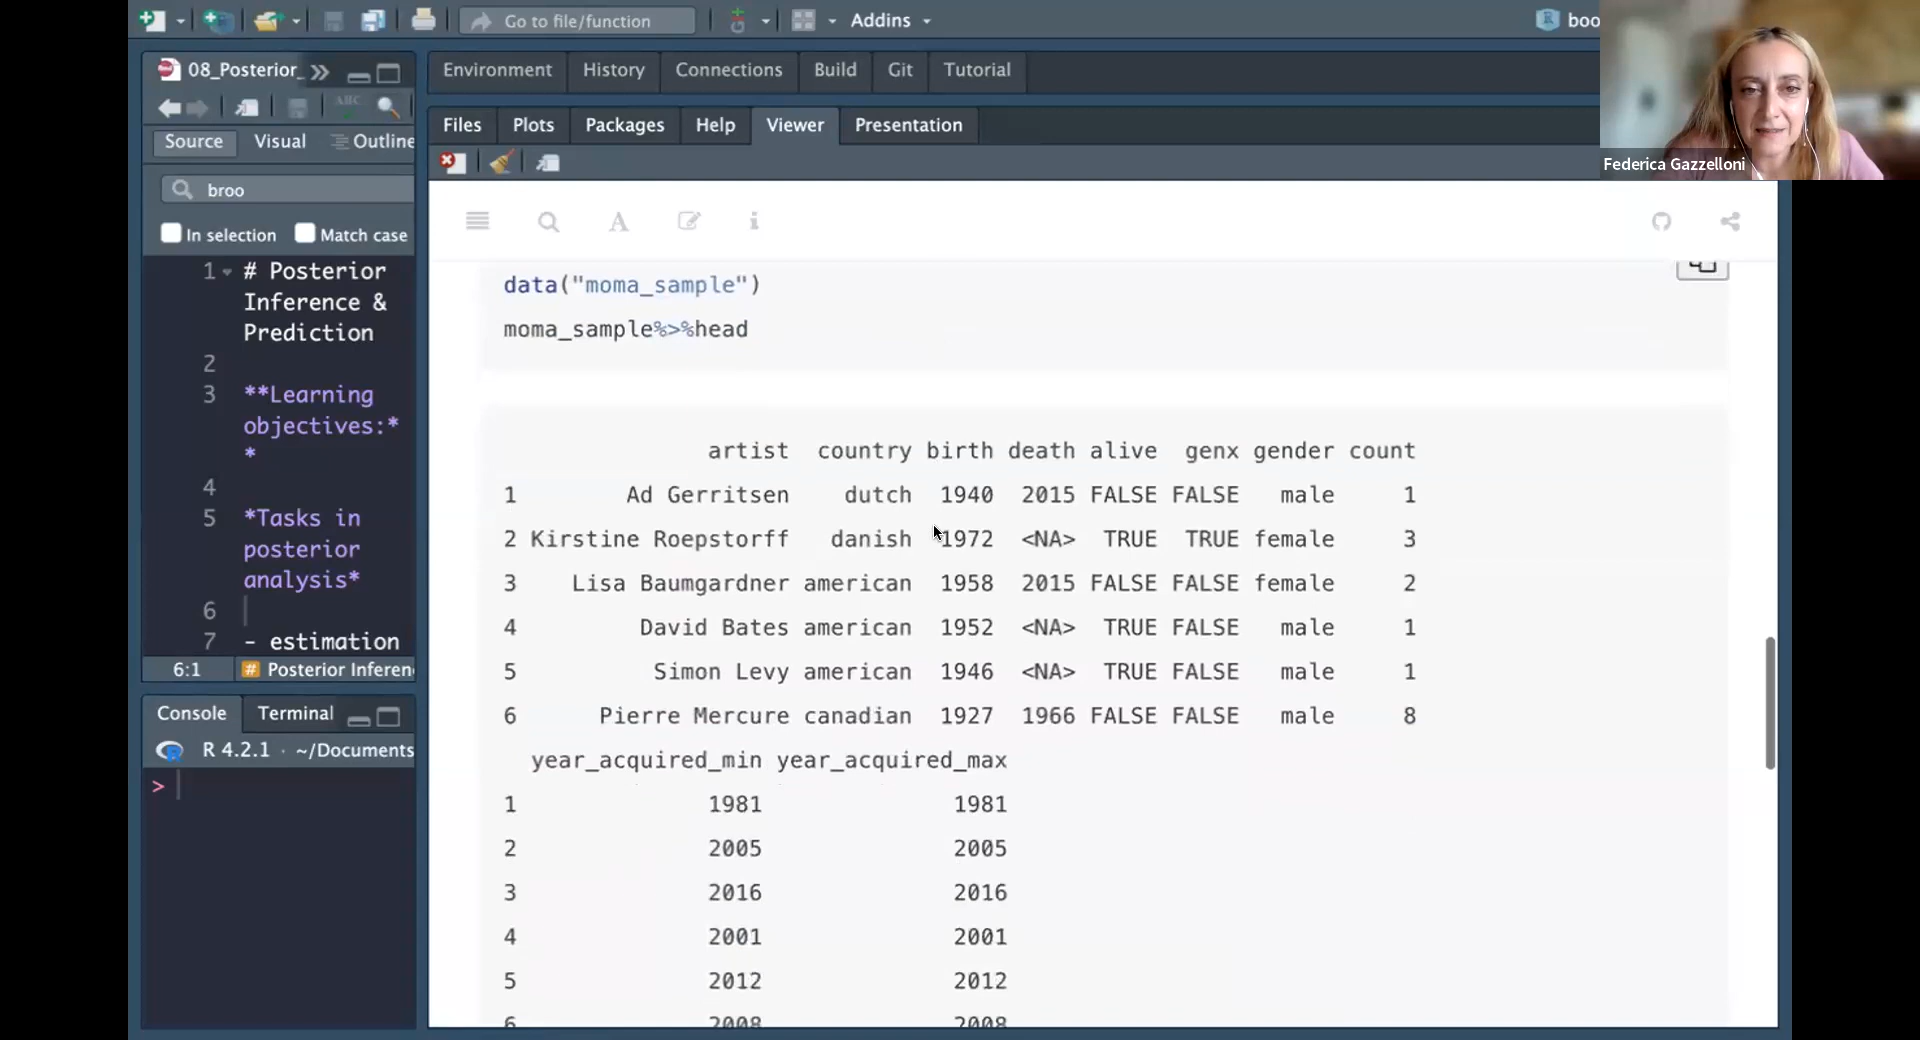 Go to file/function
Addins
boo
08_Posterior_
Source Visual Outline
broo
In selection Match case
1 # Posterior
Inference &
Prediction
2
3 **Learning
objectives:*
*
4
5 *Tasks in
posterior
analysis*
6
7 - estimation
6:1 # Posterior Inferen
Console Terminal
R 4.2.1 · ~/Documents
>
Environment History Connections Build Git Tutorial
Files Plots Packages Help Viewer Presentation
data("moma_sample")
moma_sample%>%head
artist country birth death alive genx gender count
1 Ad Gerritsen dutch 1940 2015 FALSE FALSE male 1
2 Kirstine Roepstorff danish 1972 <NA> TRUE TRUE female 3
3 Lisa Baumgardner american 1958 2015 FALSE FALSE female 2
4 David Bates american 1952 <NA> TRUE FALSE male 1
5 Simon Levy american 1946 <NA> TRUE FALSE male 1
6 Pierre Mercure canadian 1927 1966 FALSE FALSE male 8
year_acquired_min year_acquired_max
1 1981 1981
2 2005 2005
3 2016 2016
4 2001 2001
5 2012 2012
6 2008 2008
Federica Gazzelloni